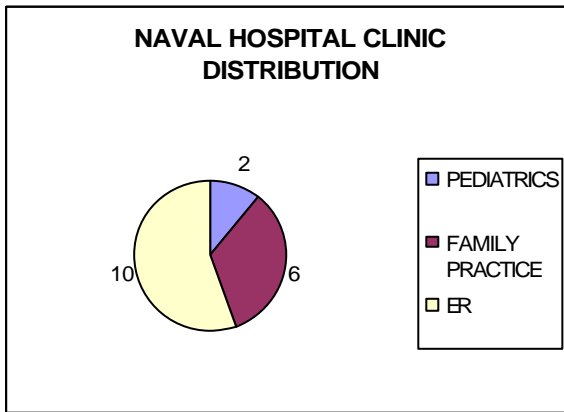 NAVAL HOSPITAL CLINIC
DISTRIBUTION
2
6
10
PEDIATRICS
FAMILY
PRACTICE
ER